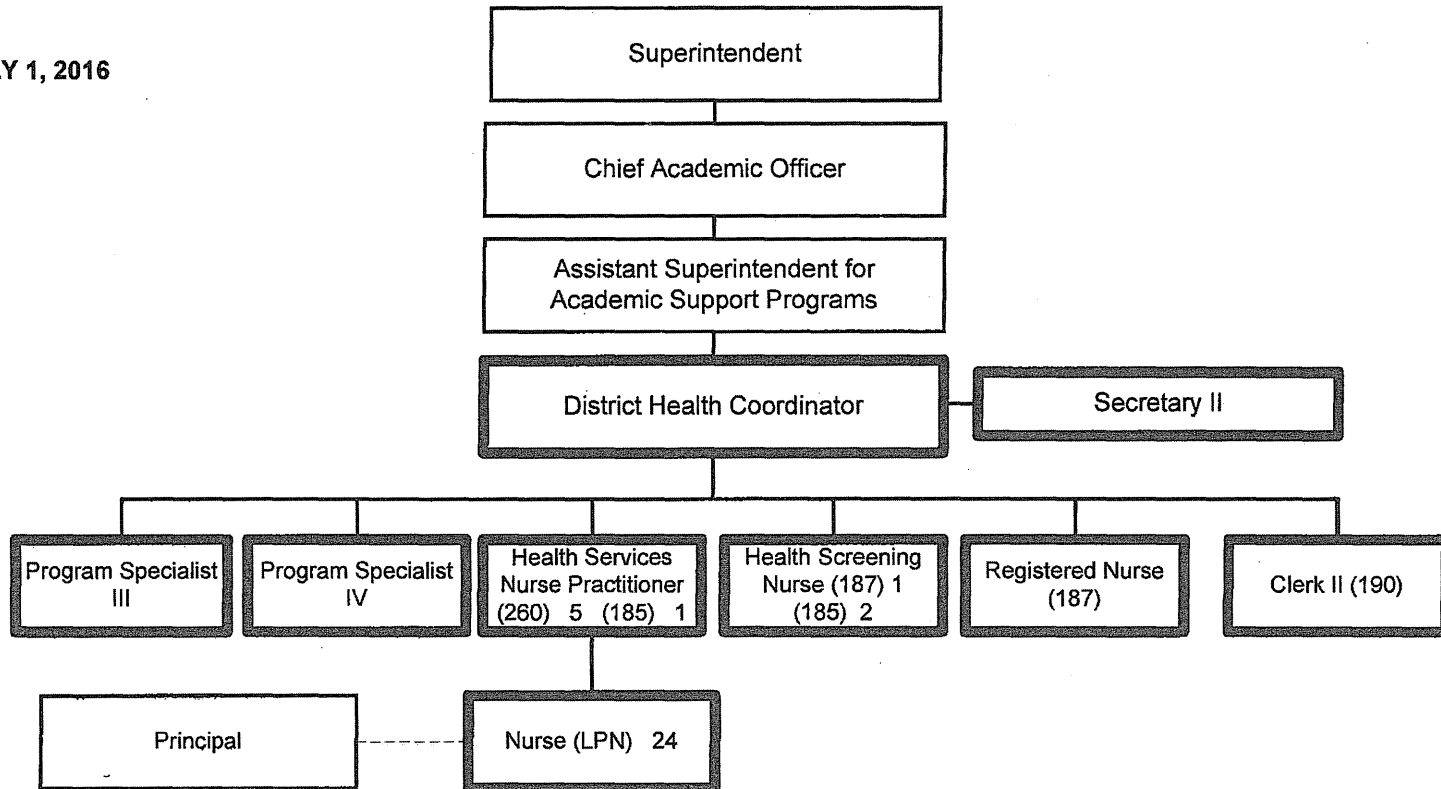 Y 1, 2016
Superintendent
Chief Academic Officer
Assistant Superintendent for
Academic Support Programs
District Health Coordinator
Secretary II
Program Specialist
III
Program Specialist
IV
Health Services
Nurse Practitioner
(260) 5 (185) 1
Health Screening
Nurse (187) 1
(185) 2
Registered Nurse
(187)
Clerk II (190)
Principal
Nurse (LPN) 24